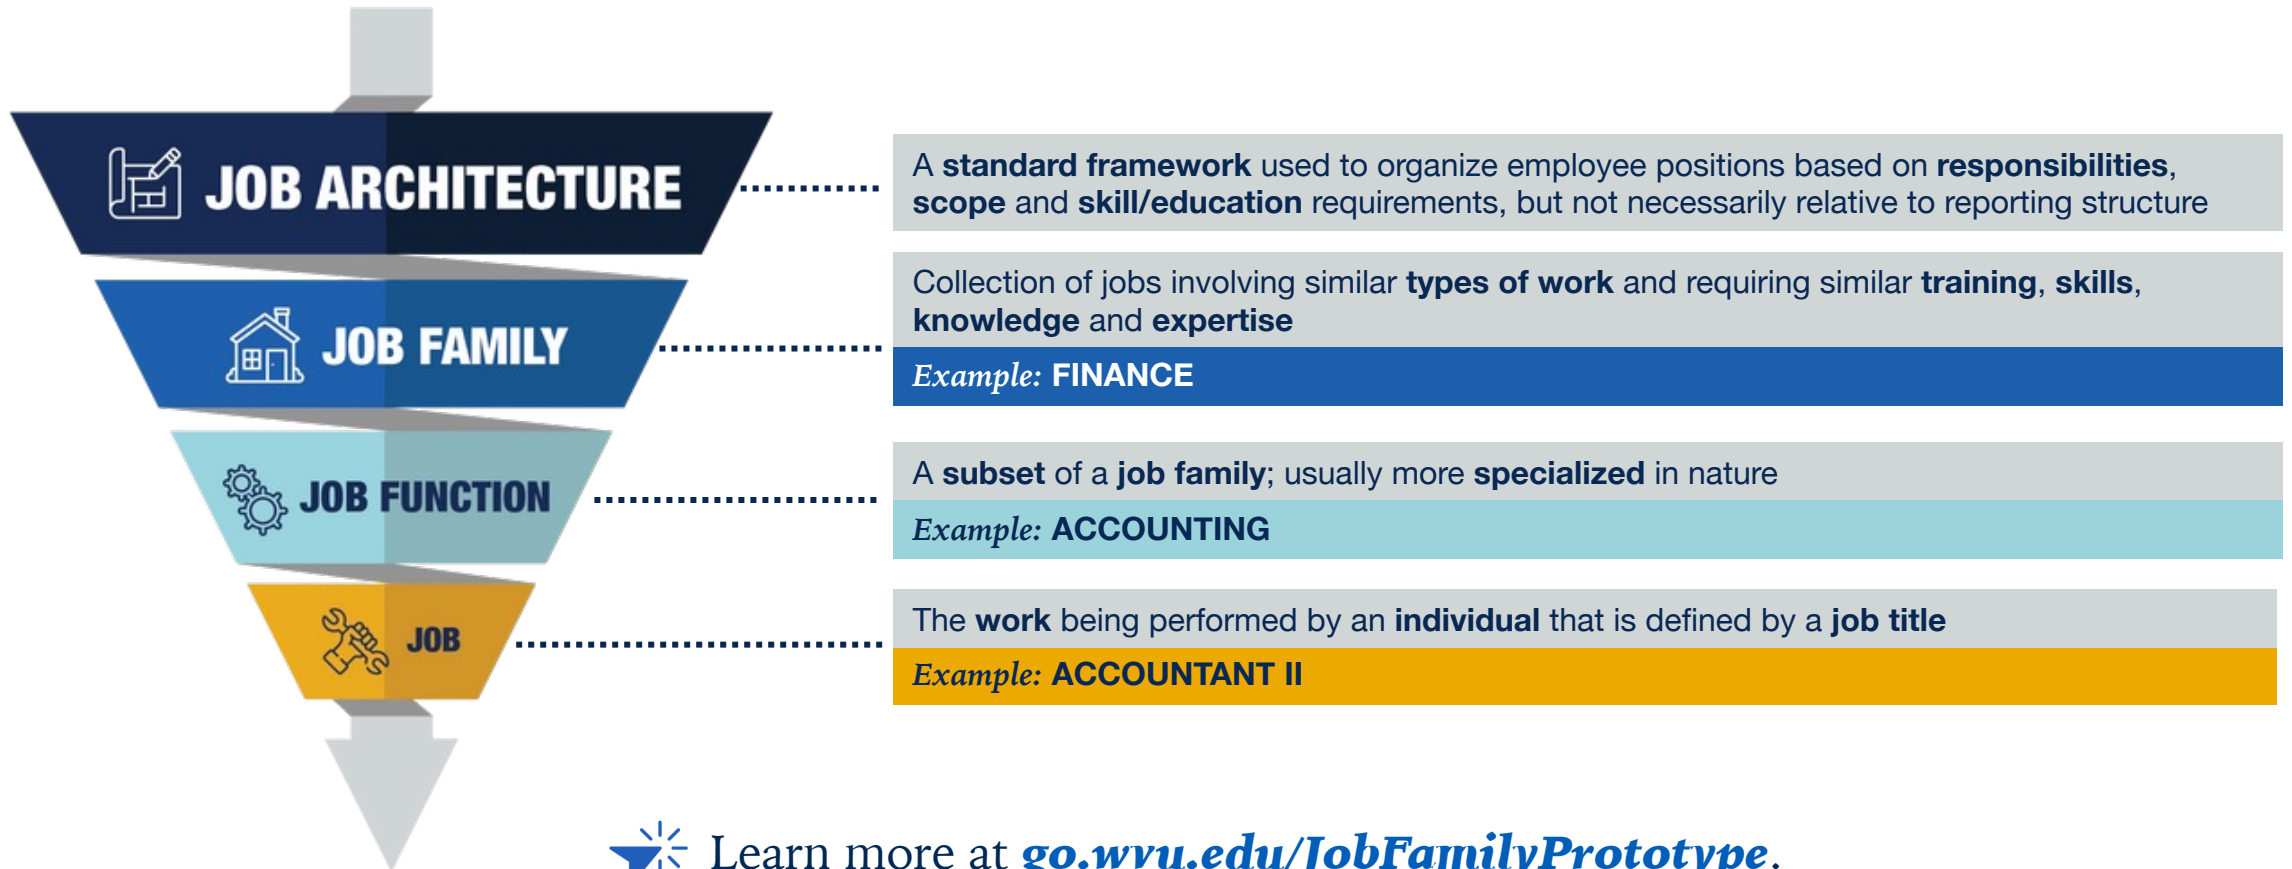 JOB ARCHITECTURE
A standard framework used to organize employee positions based on responsibilities,
scope and skill/education requirements, but not necessarily relative to reporting structure
JOB FAMILY
Collection of jobs involving similar types of work and requiring similar training, skills,
knowledge and expertise
Example: FINANCE
JOB FUNCTION
A subset of a job family; usually more specialized in nature
Example: ACCOUNTING
JOB
The work being performed by an individual that is defined by a job title
Example: ACCOUNTANT II
Learn more at go.wvu.edu/JobFamilyPrototype.